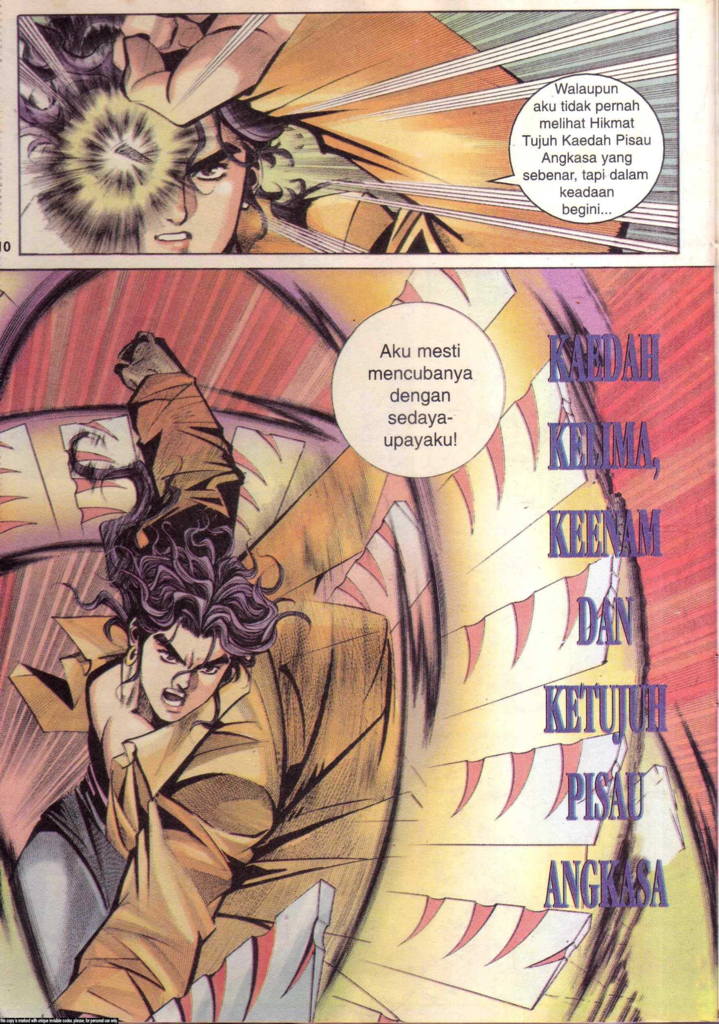 Walaupun
aku tidak pernah
melihat Hikmat
Tujuh Kaedah Pisau
Angkasa yang
sebenar, tapi dalam
keadaan
begini...
10
Aku mesti
mencubanya
dengan
sedaya-
upayaku!
KAEDAH
KELIMA,
KEENAM
DAN
KETUJUH
PISAU
ANGKASA